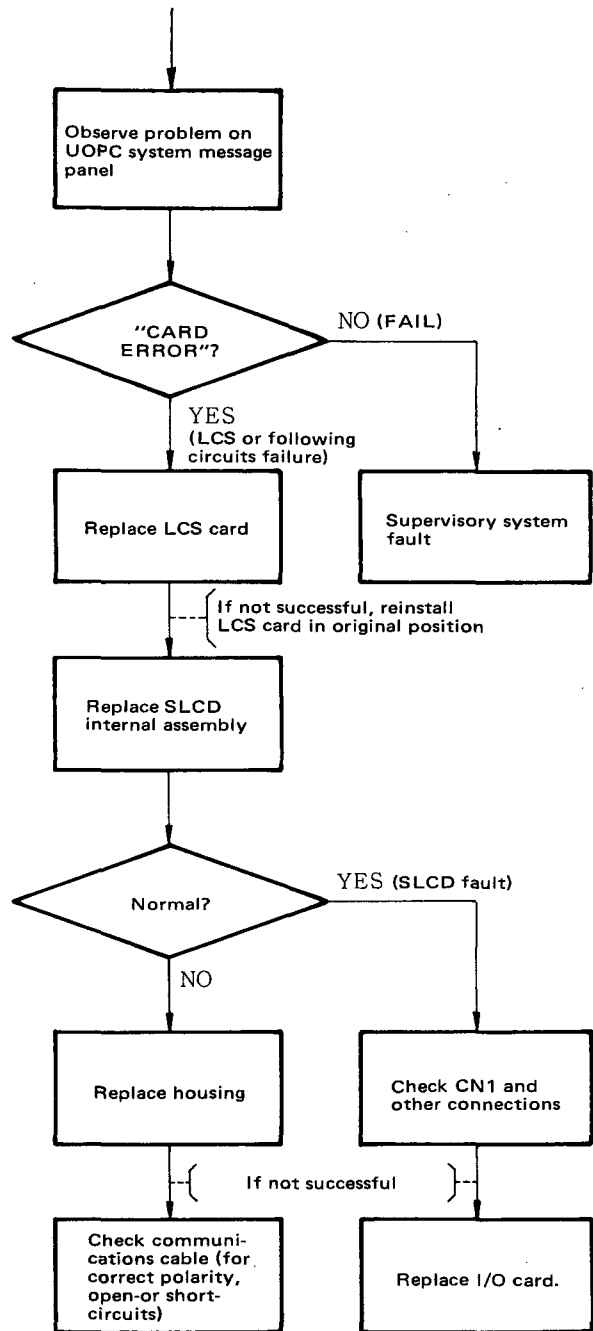 Observe problem on
UOPC system message
panel
"CARD
ERROR"?
NO (FAIL)
YES
(LCS or following
circuits failure)
Replace LCS card
Supervisory system
fault
If not successful, reinstall
LCS card in original position
Replace SLCD
internal assembly
Normal?
YES (SLCD fault)
NO
Replace housing
Check CN1 and
other connections
If not successful
Check communi-
cations cable (for
correct polarity,
open-or short-
circuits)
Replace I/O card.